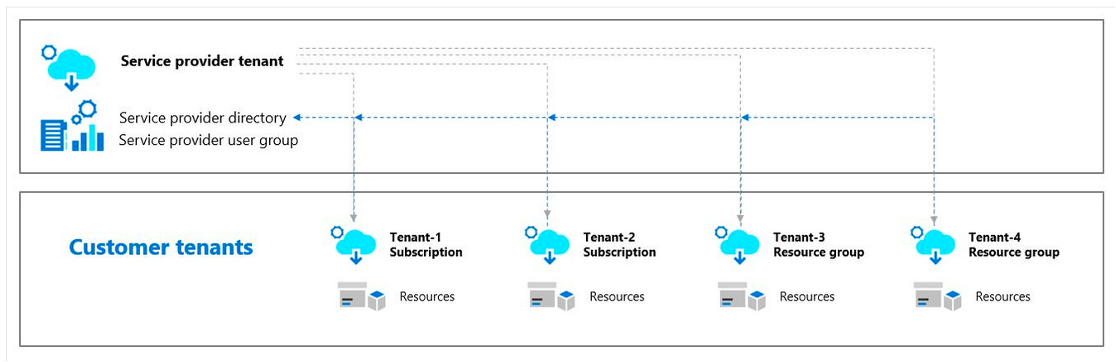 Service provider tenant
Service provider directory
Service provider user group
Customer tenants
Tenant-1
Subscription
Resources
Tenant-2
Subscription
Resources
Tenant-3
Resource group
Resources
Tenant-4
Resource group
Resources